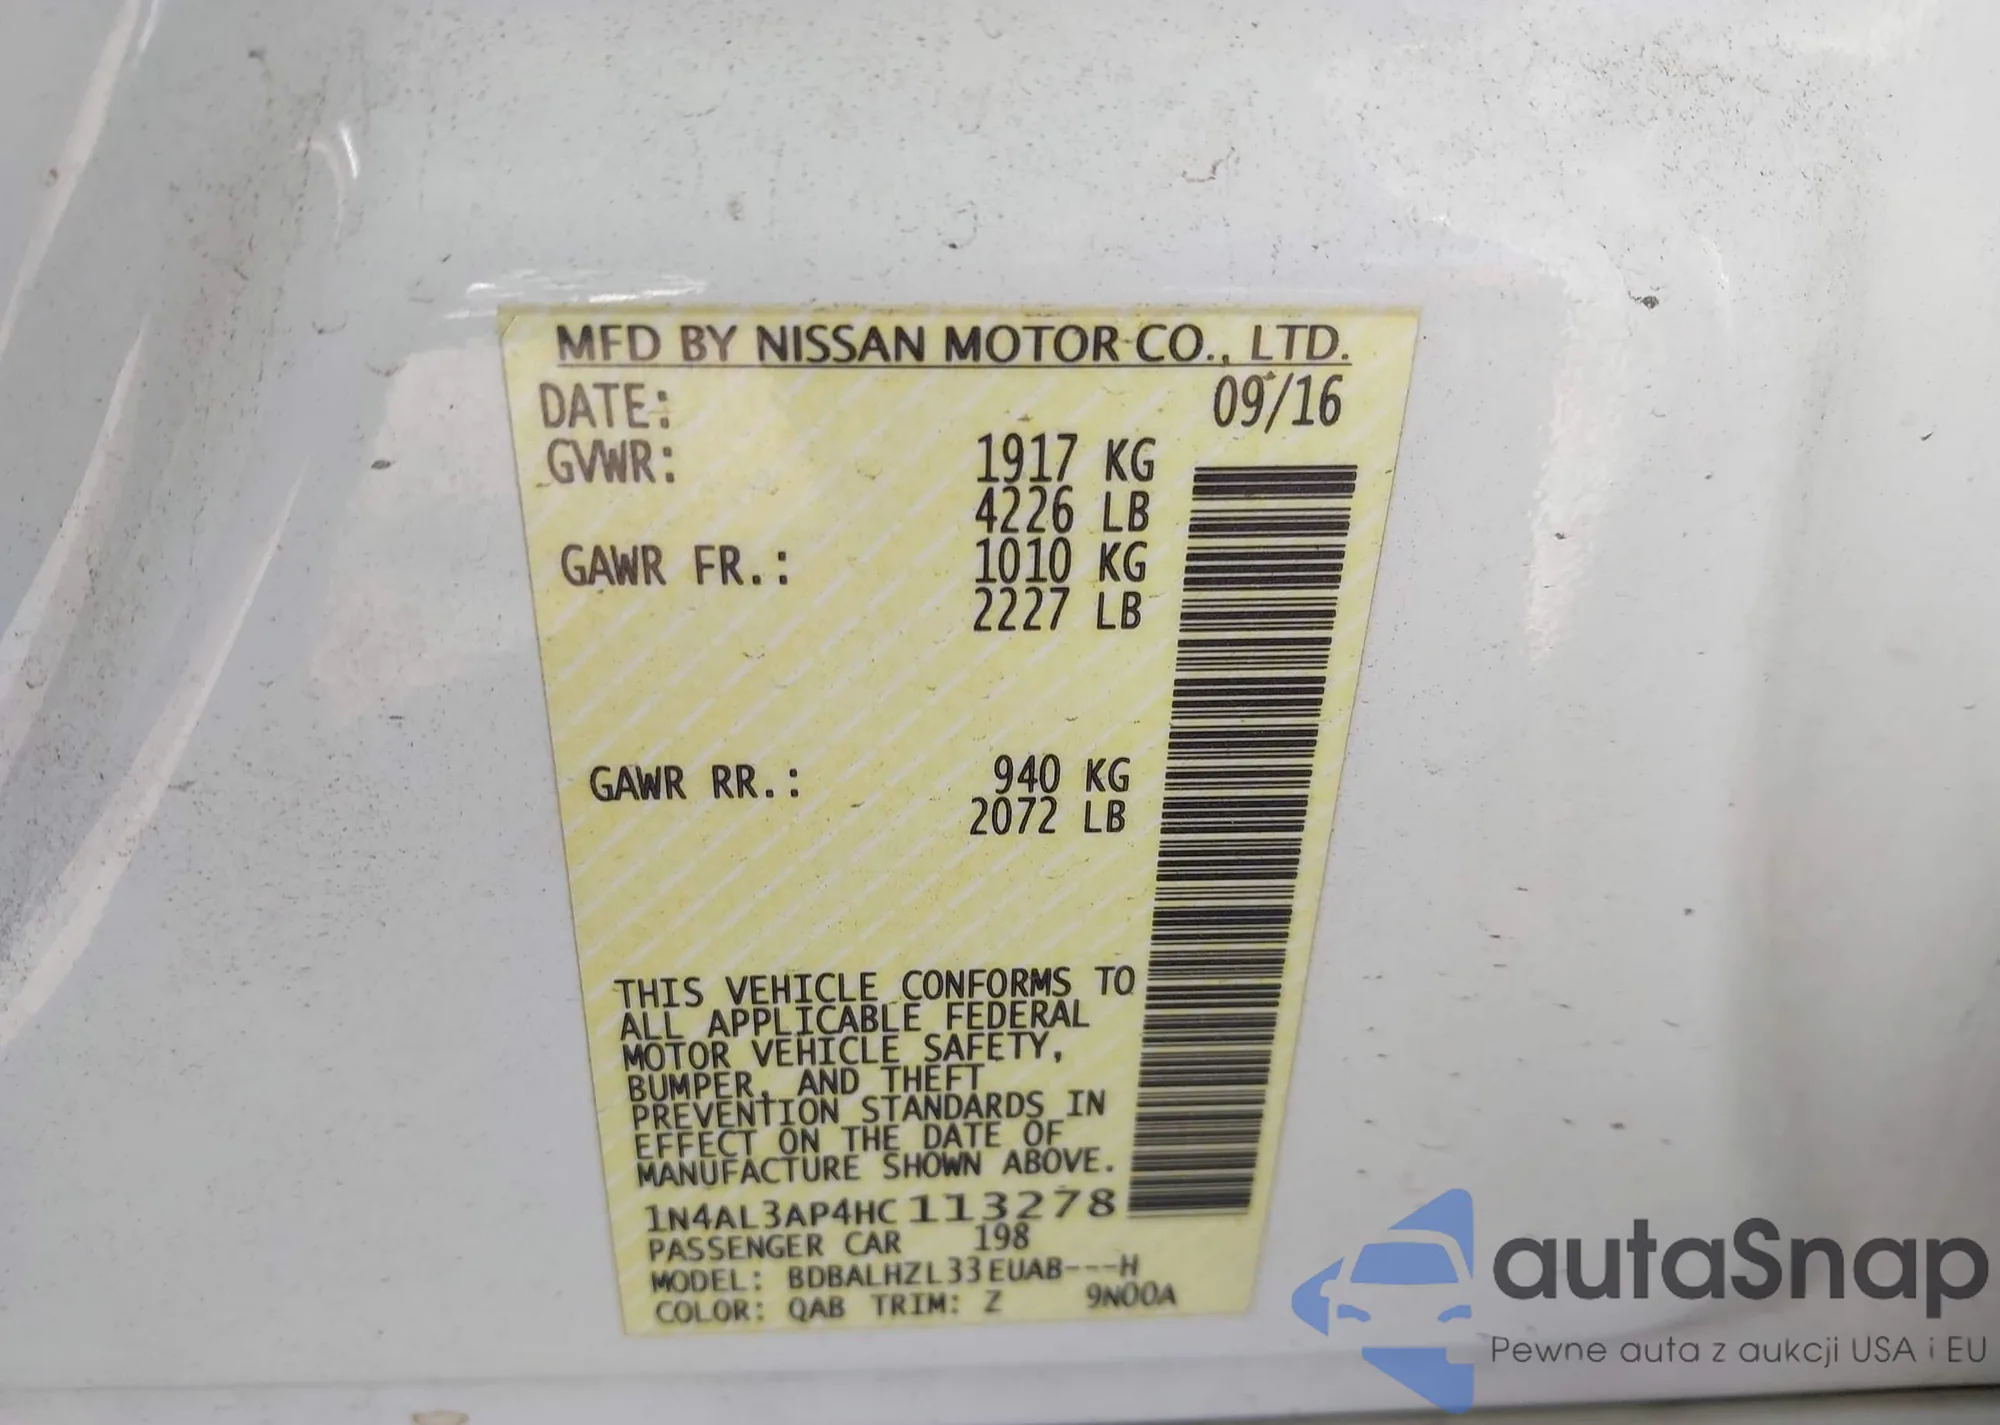 MFD BY NISSAN MOTOR CO., LTD.
DATE: 09/16
GVWR: 1917 KG
4226 LB
GAWR FR.: 1010 KG
2227 LB
GAWR RR.: 940 KG
2072 LB
THIS VEHICLE CONFORMS TO
ALL APPLICABLE FEDERAL
MOTOR VEHICLE SAFETY,
BUMPER, AND THEFT
PREVENTION STANDARDS IN
EFFECT ON THE DATE OF
MANUFACTURE SHOWN ABOVE.
1N4AL3AP4HC113278
PASSENGER CAR 198
MODEL: BDBALHZL33EUAB---H
COLOR: QAB TRIM: Z 9N00A
autoSnap
Pewne auta z aukcji USA i EU